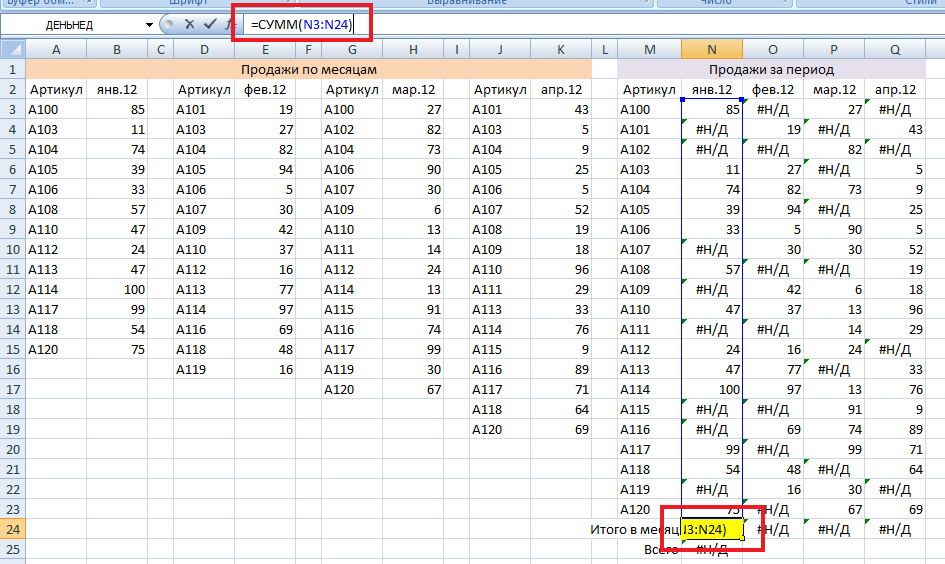 Буфер обм... Шрифт Выравнивание Число Стили
ДЕНЬНЕД =СУММ(N3:N24)
A B C D E F G H I J K L M N O P Q
1 Продажи по месяцам Продажи за период
2 Артикул янв.12 Артикул фев.12 Артикул мар.12 Артикул апр.12 Артикул янв.12 фев.12 мар.12 апр.12
3 A100 85 A101 19 A100 27 A101 43 A100 85 #Н/Д 27 #Н/Д
4 A103 11 A103 27 A102 82 A103 5 A101 #Н/Д 19 #Н/Д 43
5 A104 74 A104 82 A104 73 A104 9 A102 #Н/Д #Н/Д 82 #Н/Д
6 A105 39 A105 94 A106 90 A105 25 A103 11 27 #Н/Д 5
7 A106 33 A106 5 A107 30 A106 5 A104 74 82 73 9
8 A108 57 A107 30 A109 6 A107 52 A105 39 94 #Н/Д 25
9 A110 47 A109 42 A110 13 A108 19 A106 33 5 90 5
10 A112 24 A110 37 A111 14 A109 18 A107 #Н/Д 30 30 52
11 A113 47 A112 16 A112 24 A110 96 A108 57 #Н/Д #Н/Д 19
12 A114 100 A113 77 A114 13 A111 29 A109 #Н/Д 42 6 18
13 A117 99 A114 97 A115 91 A113 33 A110 47 37 13 96
14 A118 54 A116 69 A116 74 A114 76 A111 #Н/Д #Н/Д 14 29
15 A120 75 A118 48 A117 99 A115 9 A112 24 16 24 #Н/Д
16 A119 16 A119 30 A116 89 A113 47 77 #Н/Д 33
17 A120 67 A117 71 A114 100 97 13 76
18 A118 64 A115 #Н/Д #Н/Д 91 9
19 A120 69 A116 #Н/Д 69 74 89
20 A117 99 #Н/Д 99 71
21 A118 54 48 #Н/Д 64
22 A119 #Н/Д 16 30 #Н/Д
23 A120 75 #Н/Д 67 69
24 Итого в месяц N3:N24) #Н/Д #Н/Д #Н/Д
25 Всего #Н/Д